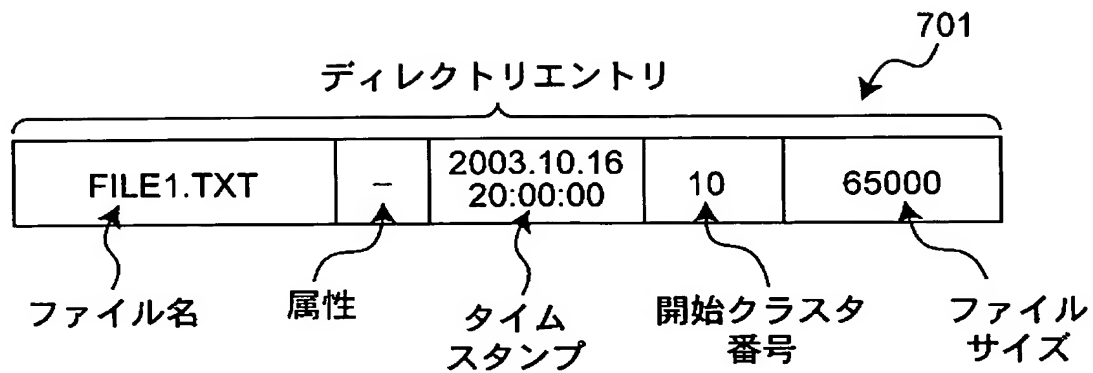 701
ディレクトリエントリ
FILE1.TXT
–
2003.10.16
20:00:00
10
65000
ファイル名
属性
タイム
スタンプ
開始クラスタ
番号
ファイル
サイズ